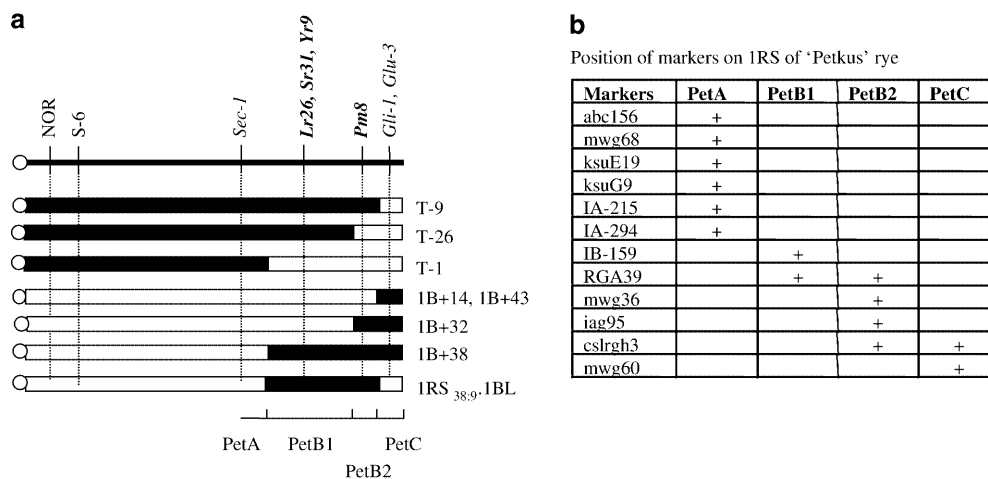 a
NOR
S-6
Sec-1
Lr26, Sr31, Yr9
Pm8
Gli-1, Glu-3
T-9
T-26
T-1
1B+14, 1B+43
1B+32
1B+38
1RS 38:9.1BL
PetA PetB1 PetC
PetB2
b
Position of markers on 1RS of ‘Petkus’ rye
Markers PetA PetB1 PetB2 PetC
abc156 +
mwg68 +
ksuE19 +
ksuG9 +
IA-215 +
IA-294 +
IB-159 +
RGA39 + +
mwg36 +
iag95 +
cslrgh3 + +
mwg60 +